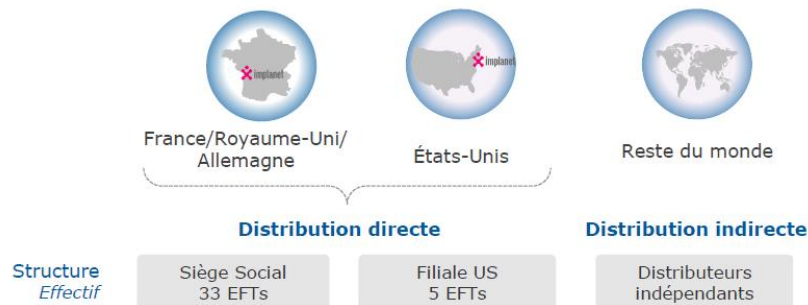 implanet
implanet
France/Royaume-Uni/
Allemagne
États-Unis
Reste du monde
Distribution directe
Distribution indirecte
Structure
Effectif
Siège Social
33 EFTs
Filiale US
5 EFTs
Distributeurs
indépendants